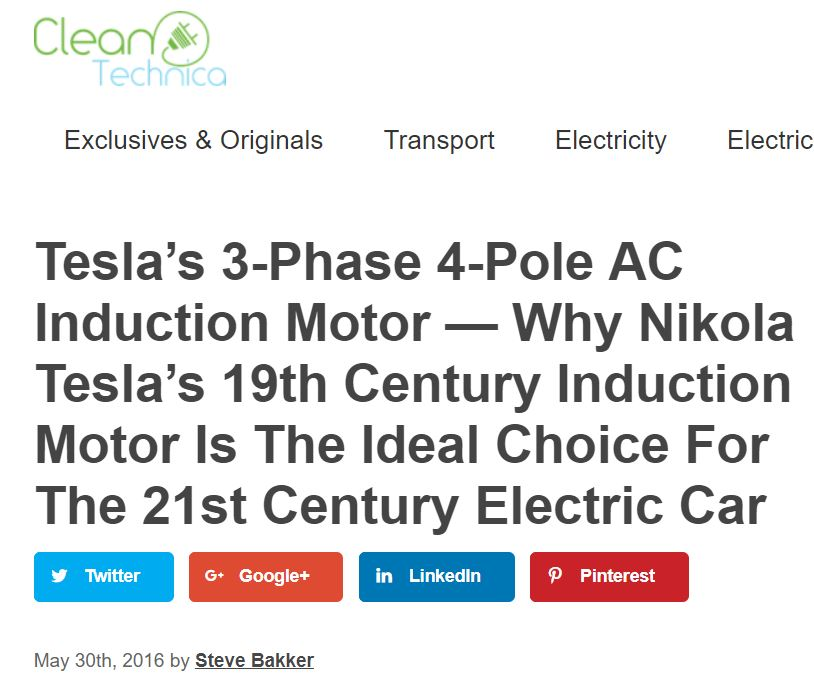 Clean
Technica
Exclusives & Originals Transport Electricity Electric
Tesla’s 3-Phase 4-Pole AC
Induction Motor — Why Nikola
Tesla’s 19th Century Induction
Motor Is The Ideal Choice For
The 21st Century Electric Car
Twitter G+ Google+ in LinkedIn Pinterest
May 30th, 2016 by Steve Bakker